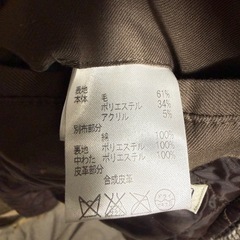 表地
本体 毛 61%
ポリエステル 34%
アクリル 5%
別布部分
綿 100%
裏地 ポリエステル 100%
中わた ポリエステル 100%
皮革部分
合成皮革